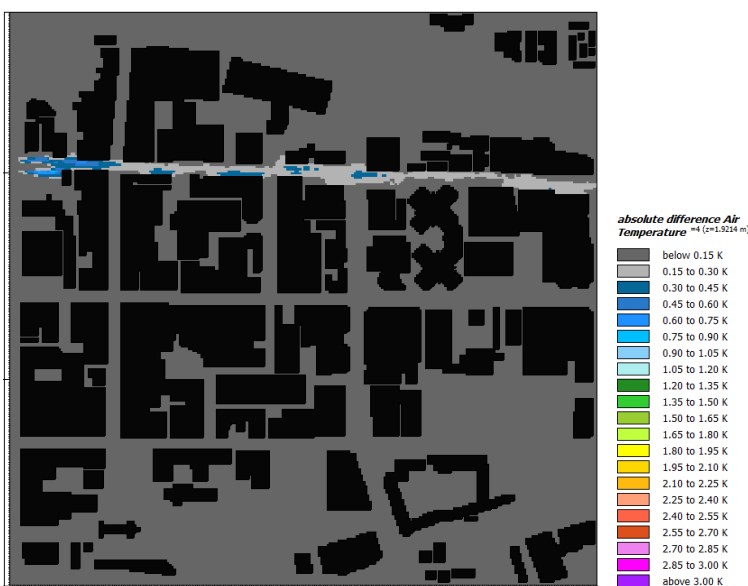 absolute difference Air
Temperature =4 (z=1.9214 m)
below 0.15 K
0.15 to 0.30 K
0.30 to 0.45 K
0.45 to 0.60 K
0.60 to 0.75 K
0.75 to 0.90 K
0.90 to 1.05 K
1.05 to 1.20 K
1.20 to 1.35 K
1.35 to 1.50 K
1.50 to 1.65 K
1.65 to 1.80 K
1.80 to 1.95 K
1.95 to 2.10 K
2.10 to 2.25 K
2.25 to 2.40 K
2.40 to 2.55 K
2.55 to 2.70 K
2.70 to 2.85 K
2.85 to 3.00 K
above 3.00 K